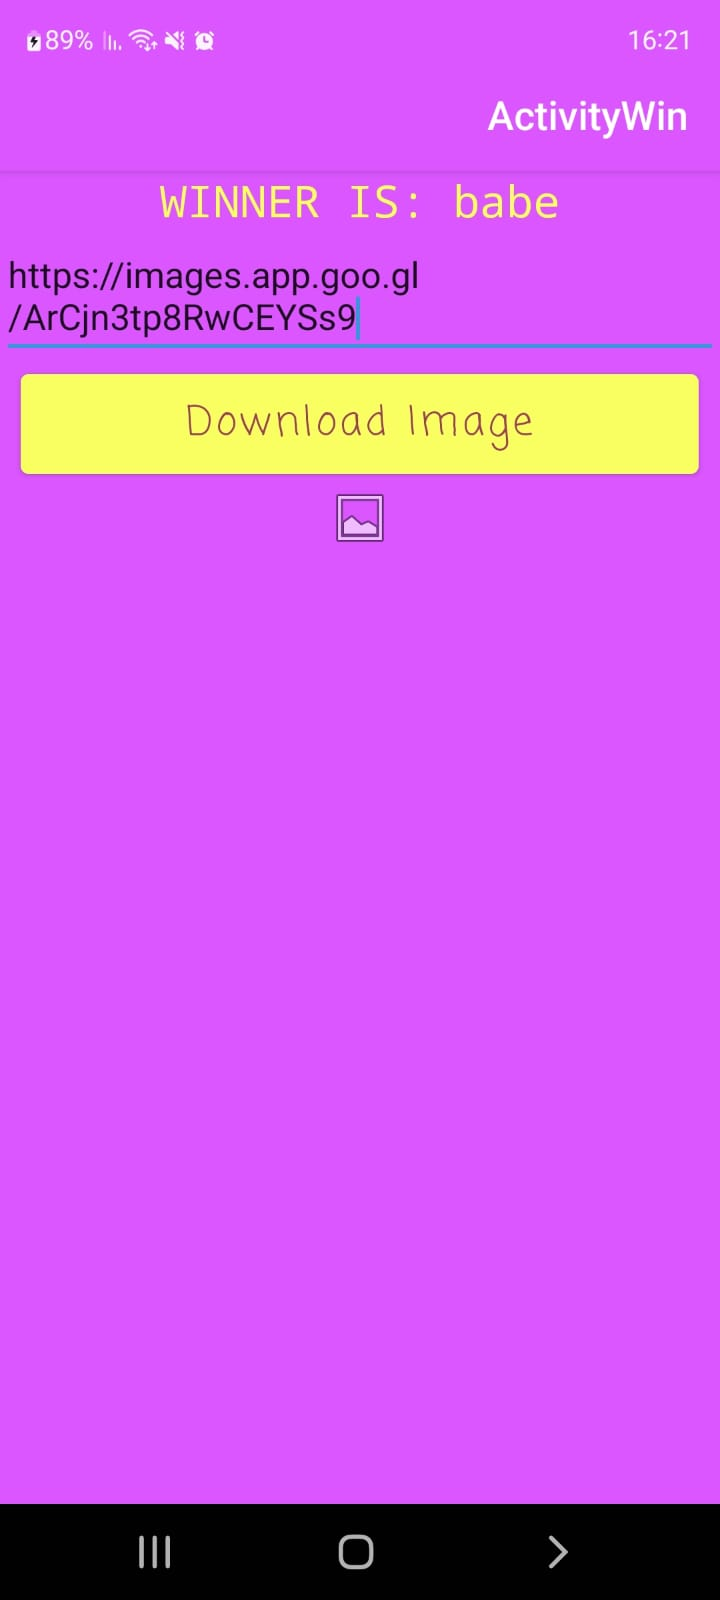 89%
16:21
ActivityWin
WINNER IS: babe
https://images.app.goo.gl
/ArCjn3tp8RwCEYSs9
Download Image